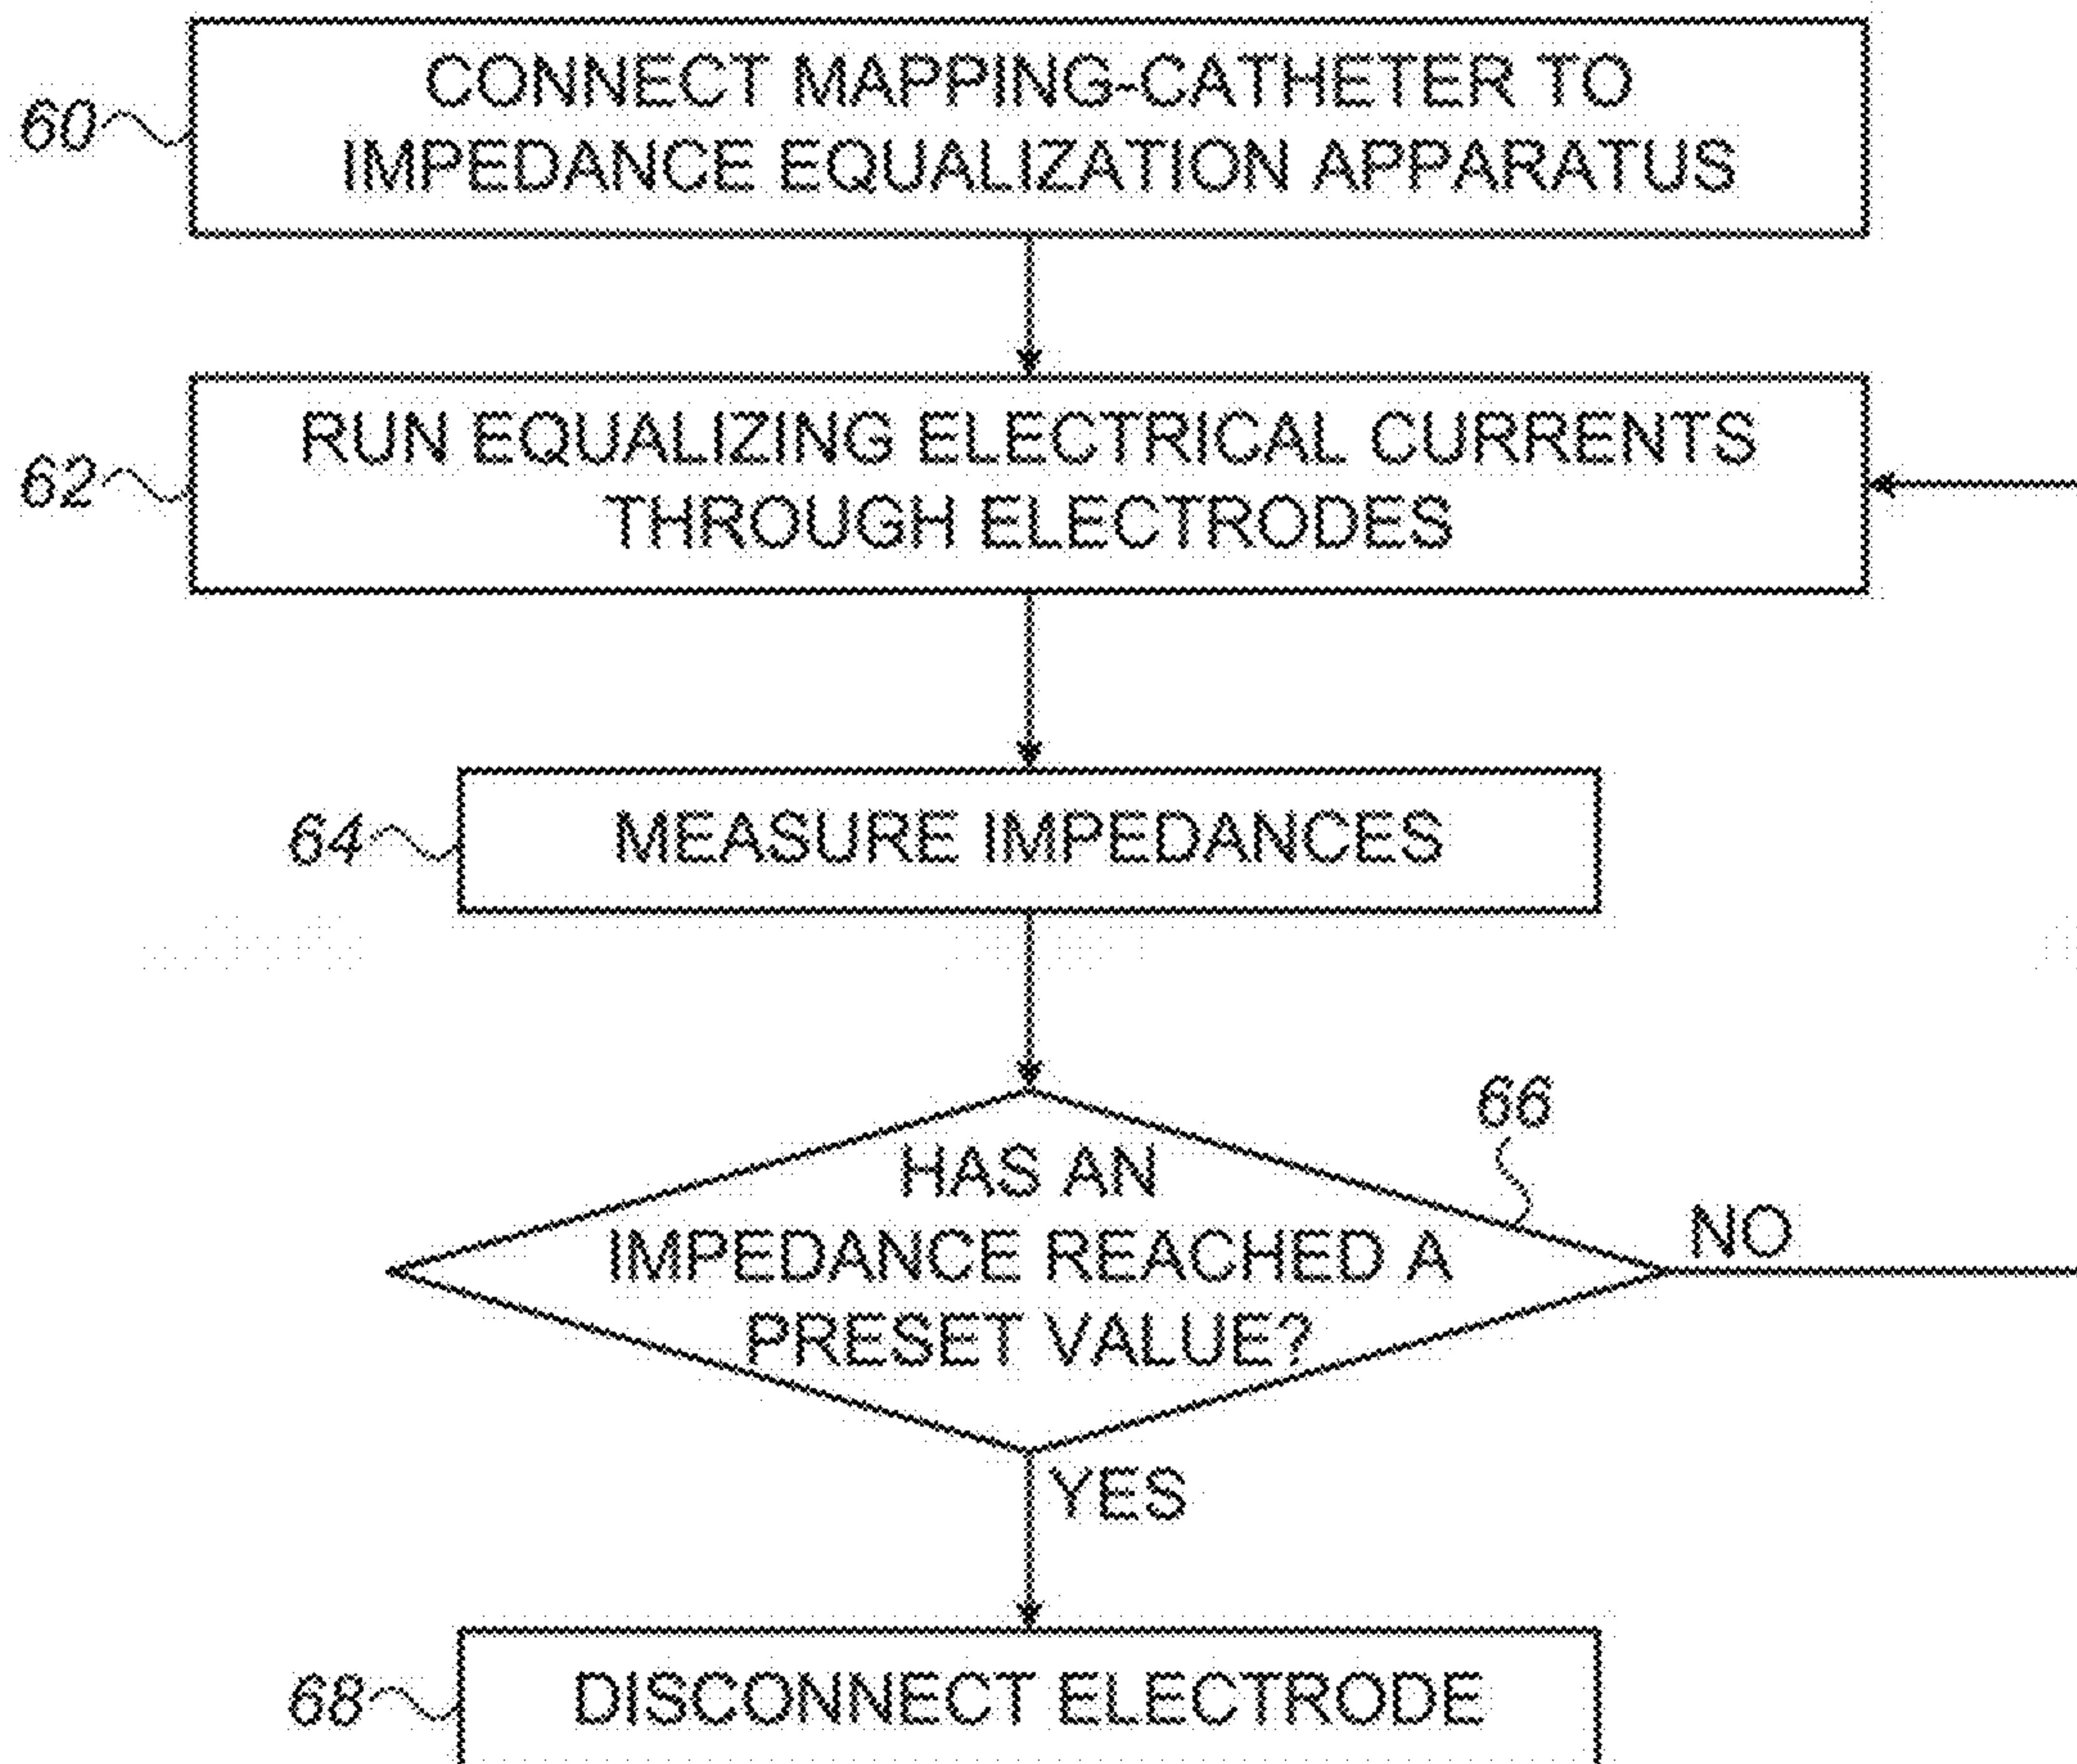 CONNECT MAPPING-CATHETER TO
60
IMPEDANCE EQUALIZATION APPARATUS
RUN EQUALIZING ELECTRICAL CURRENTS
62
THROUGH ELECTRODES
64
MEASURE IMPEDANCES
66
HAS AN
IMPEDANCE REACHED A
PRESET VALUE?
NO
YES
68
DISCONNECT ELECTRODE